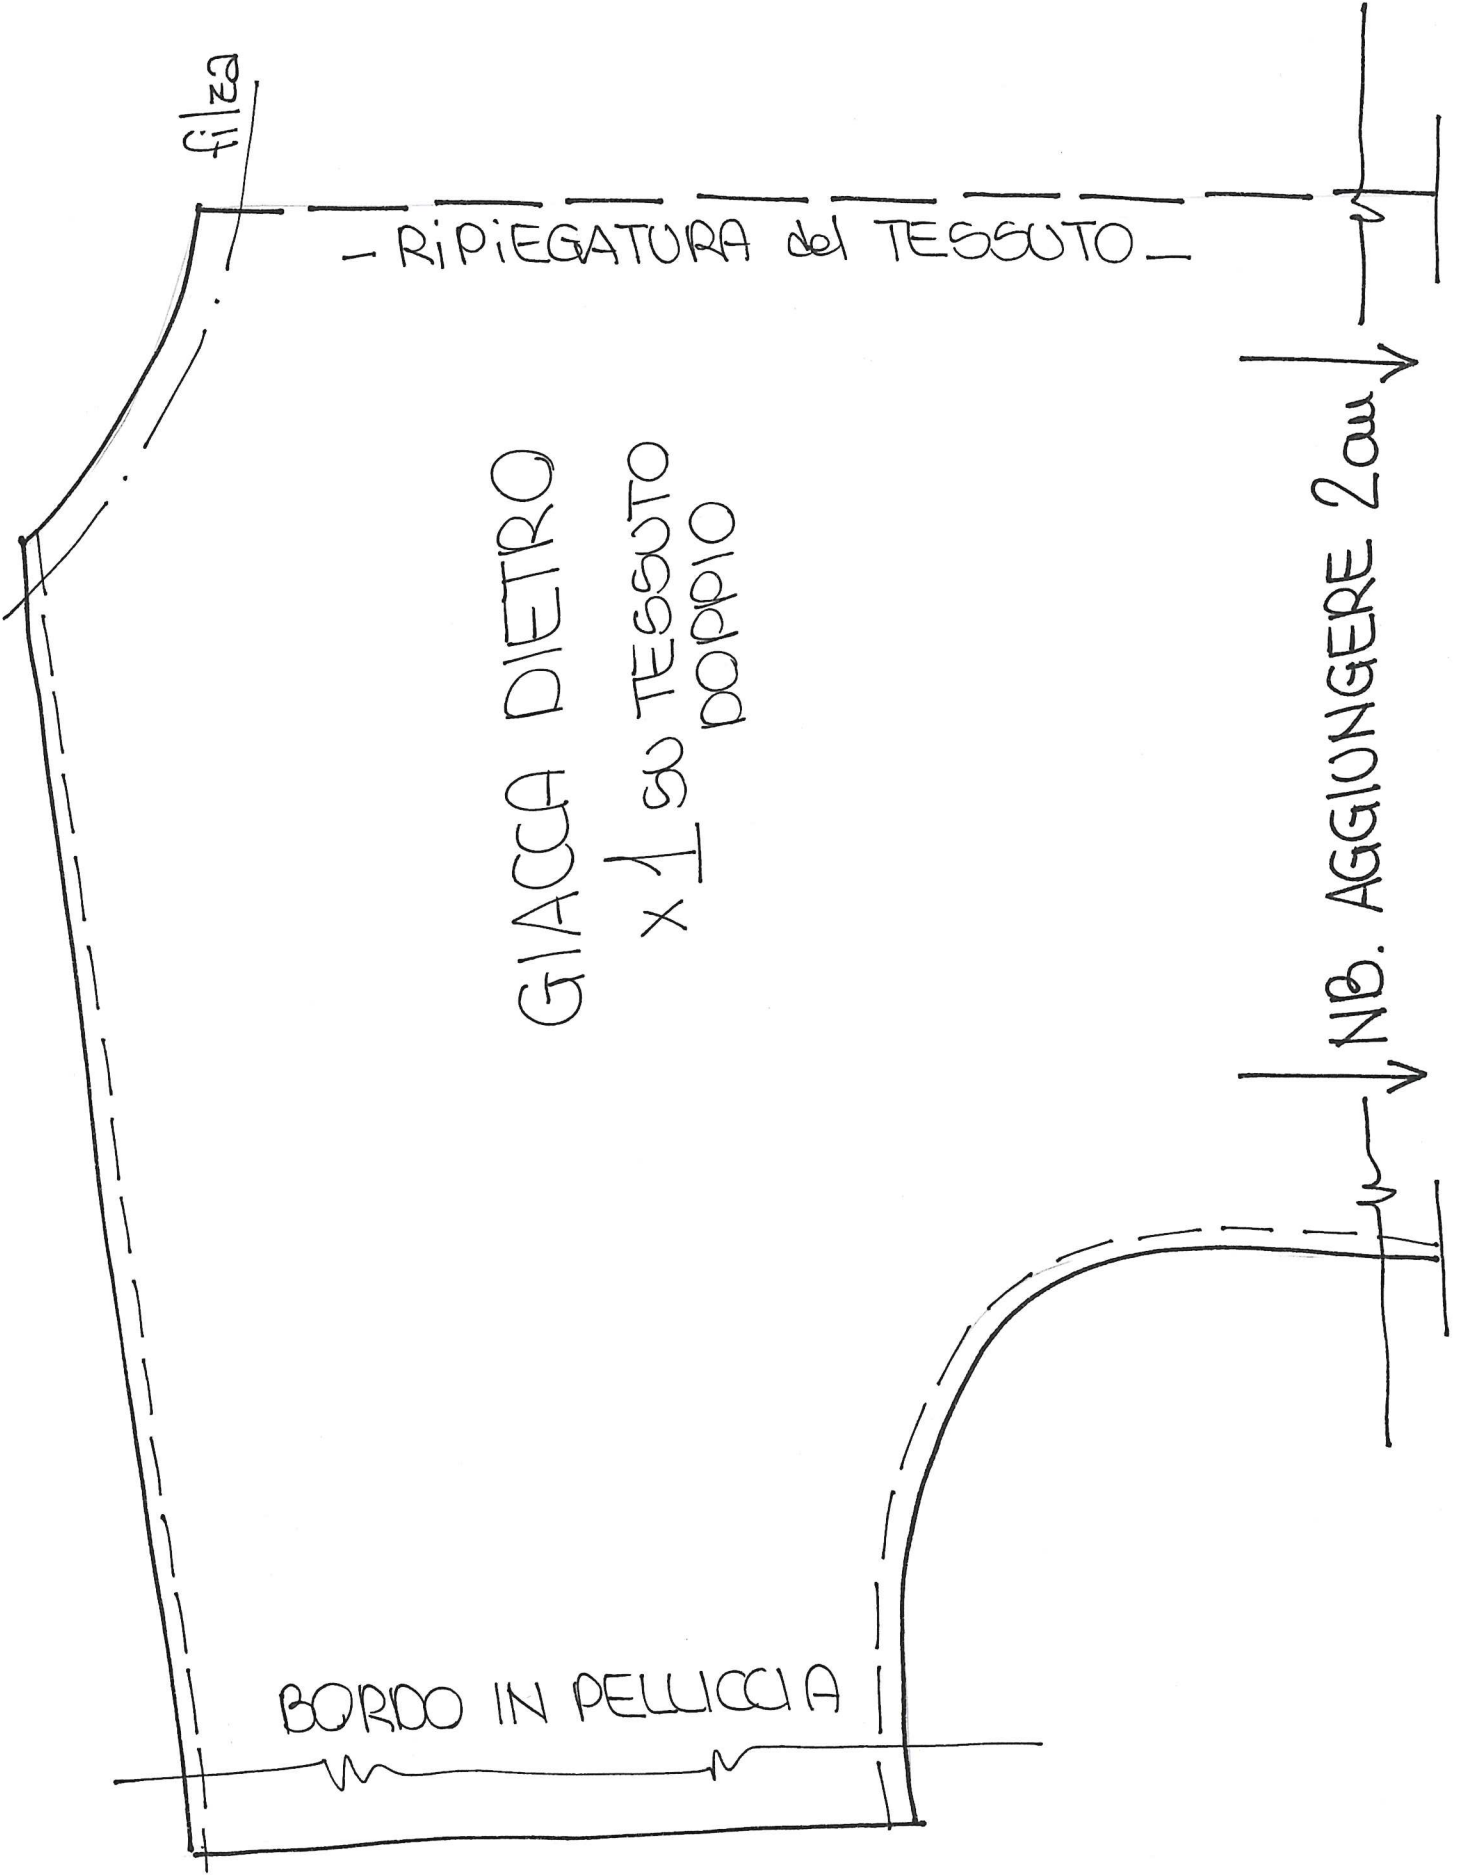 filza
- RiPiEGATURA del TESSUTO -
GIACCA DIETRO
x 1 su TESSUTO
DOPPIO
NB. AGGIUNGERE 2cm
BORDO IN PELLICCIA